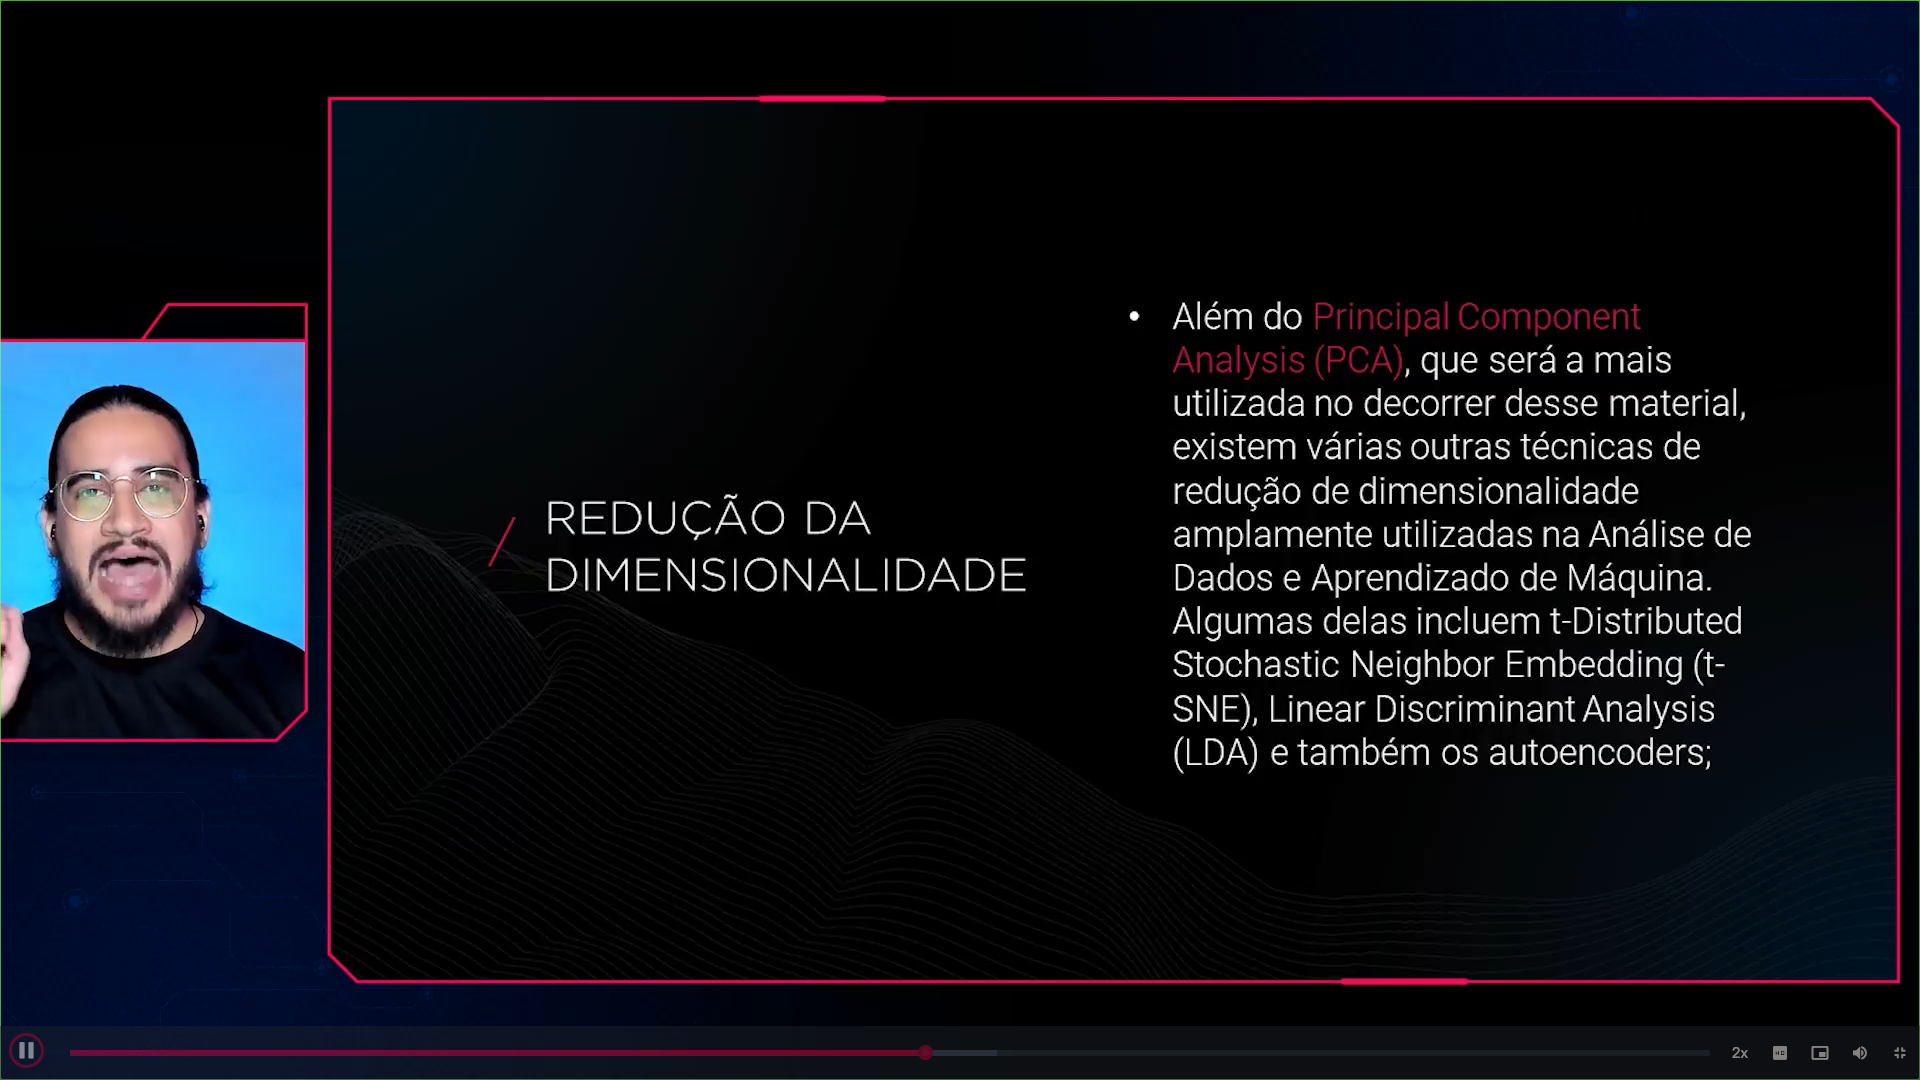 REDUÇÃO DA
DIMENSIONALIDADE
• Além do Principal Component
Analysis (PCA), que será a mais
utilizada no decorrer desse material,
existem várias outras técnicas de
redução de dimensionalidade
amplamente utilizadas na Análise de
Dados e Aprendizado de Máquina.
Algumas delas incluem t-Distributed
Stochastic Neighbor Embedding (t-
SNE), Linear Discriminant Analysis
(LDA) e também os autoencoders;
2x
HD